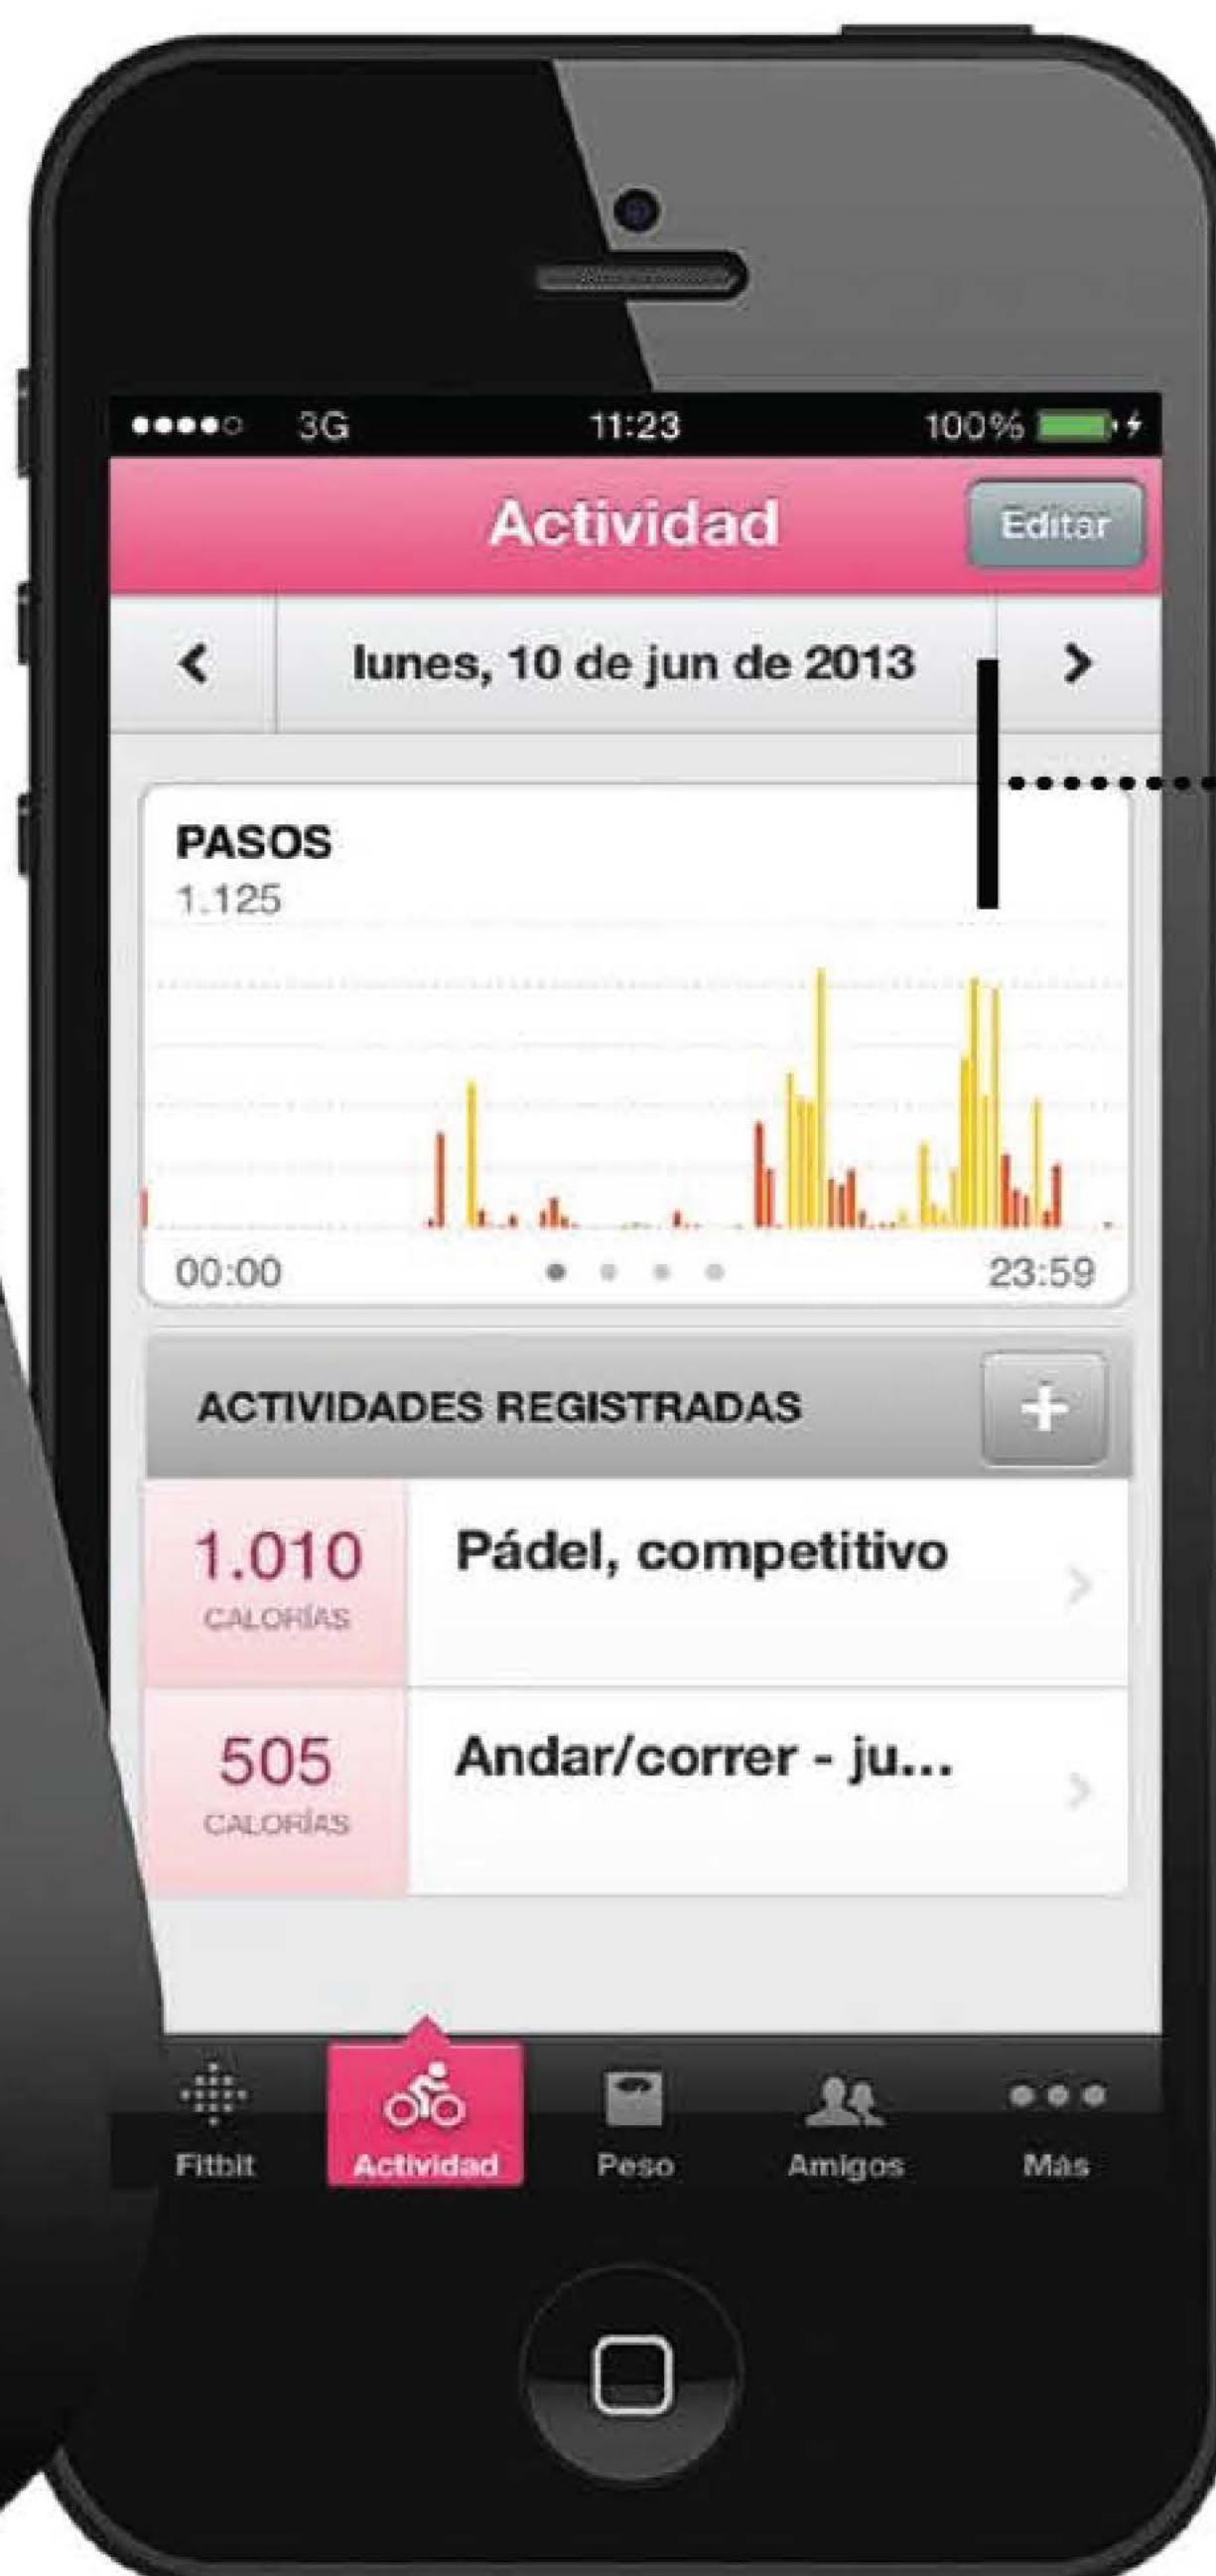 3G 11:23 100%
Actividad Editar
lunes, 10 de jun de 2013
PASOS
1.125
00:00 23:59
ACTIVIDADES REGISTRADAS +
1.010 Pádel, competitivo
CALORÍAS
505 Andar/correr - ju...
CALORÍAS
Fitbit Actividad Peso Amigos Más